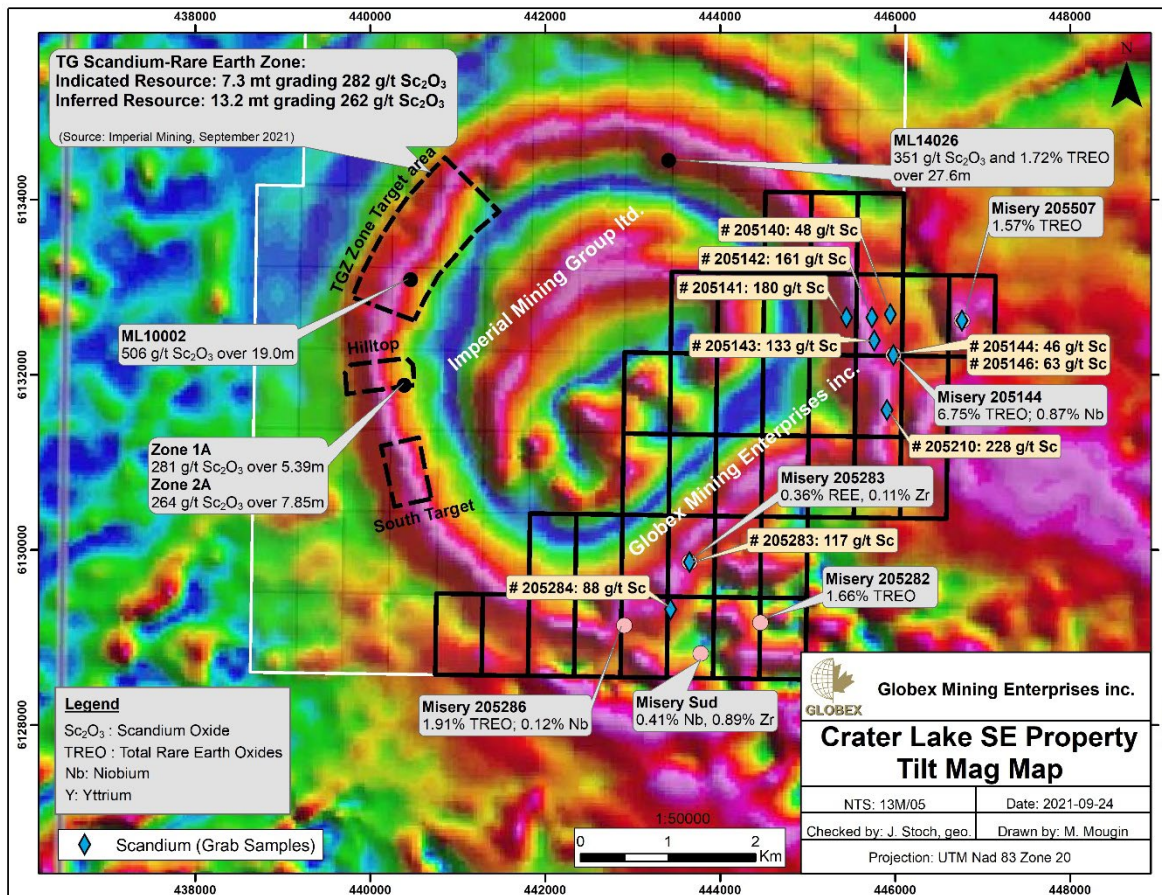 438000 440000 442000 444000 446000 448000
TG Scandium-Rare Earth Zone:
Indicated Resource: 7.3 mt grading 282 g/t Sc₂O₃
Inferred Resource: 13.2 mt grading 262 g/t Sc₂O₃
(Source: Imperial Mining, September 2021)
N
ML14026
351 g/t Sc₂O₃ and 1.72% TREO
over 27.6m
6134000
6134000
TGZ Zone Target area
Misery 205507
1.57% TREO
# 205140: 48 g/t Sc
# 205142: 161 g/t Sc
# 205141: 180 g/t Sc
Imperial Mining Group ltd.
ML10002
506 g/t Sc₂O₃ over 19.0m
# 205143: 133 g/t Sc
# 205144: 46 g/t Sc
# 205146: 63 g/t Sc
Hilltop
6132000
6132000
Misery 205144
6.75% TREO; 0.87% Nb
# 205210: 228 g/t Sc
Zone 1A
281 g/t Sc₂O₃ over 5.39m
Zone 2A
264 g/t Sc₂O₃ over 7.85m
South Target
Globex Mining Enterprises inc.
Misery 205283
0.36% REE, 0.11% Zr
# 205283: 117 g/t Sc
6130000
6130000
# 205284: 88 g/t Sc
Misery 205282
1.66% TREO
Misery 205286
1.91% TREO; 0.12% Nb
Misery Sud
0.41% Nb, 0.89% Zr
6128000
6128000
Legend
Sc₂O₃ : Scandium Oxide
TREO : Total Rare Earth Oxides
Nb: Niobium
Y: Yttrium
Scandium (Grab Samples)
1:50000
0 1 2
Km
GLOBEX
Globex Mining Enterprises inc.
Crater Lake SE Property
Tilt Mag Map
NTS: 13M/05
Date: 2021-09-24
Checked by: J. Stoch, geo.
Drawn by: M. Mougin
Projection: UTM Nad 83 Zone 20
438000 440000 442000 444000 446000 448000